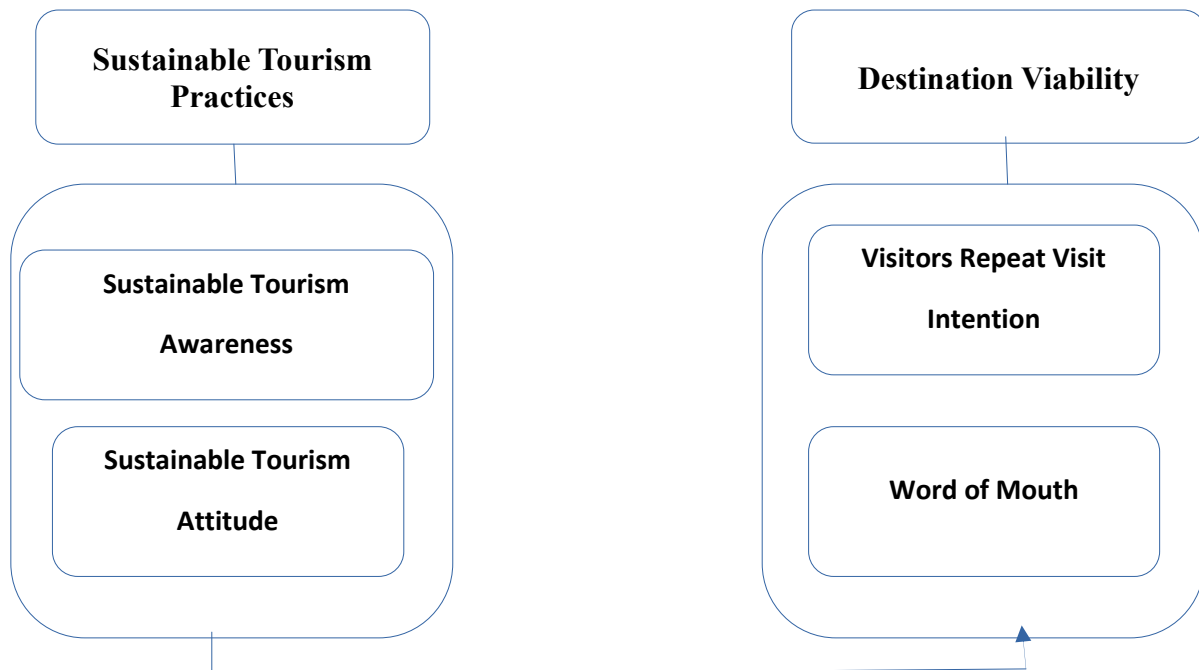 Sustainable Tourism
Practices
Sustainable Tourism
Awareness
Sustainable Tourism
Attitude
Destination Viability
Visitors Repeat Visit
Intention
Word of Mouth